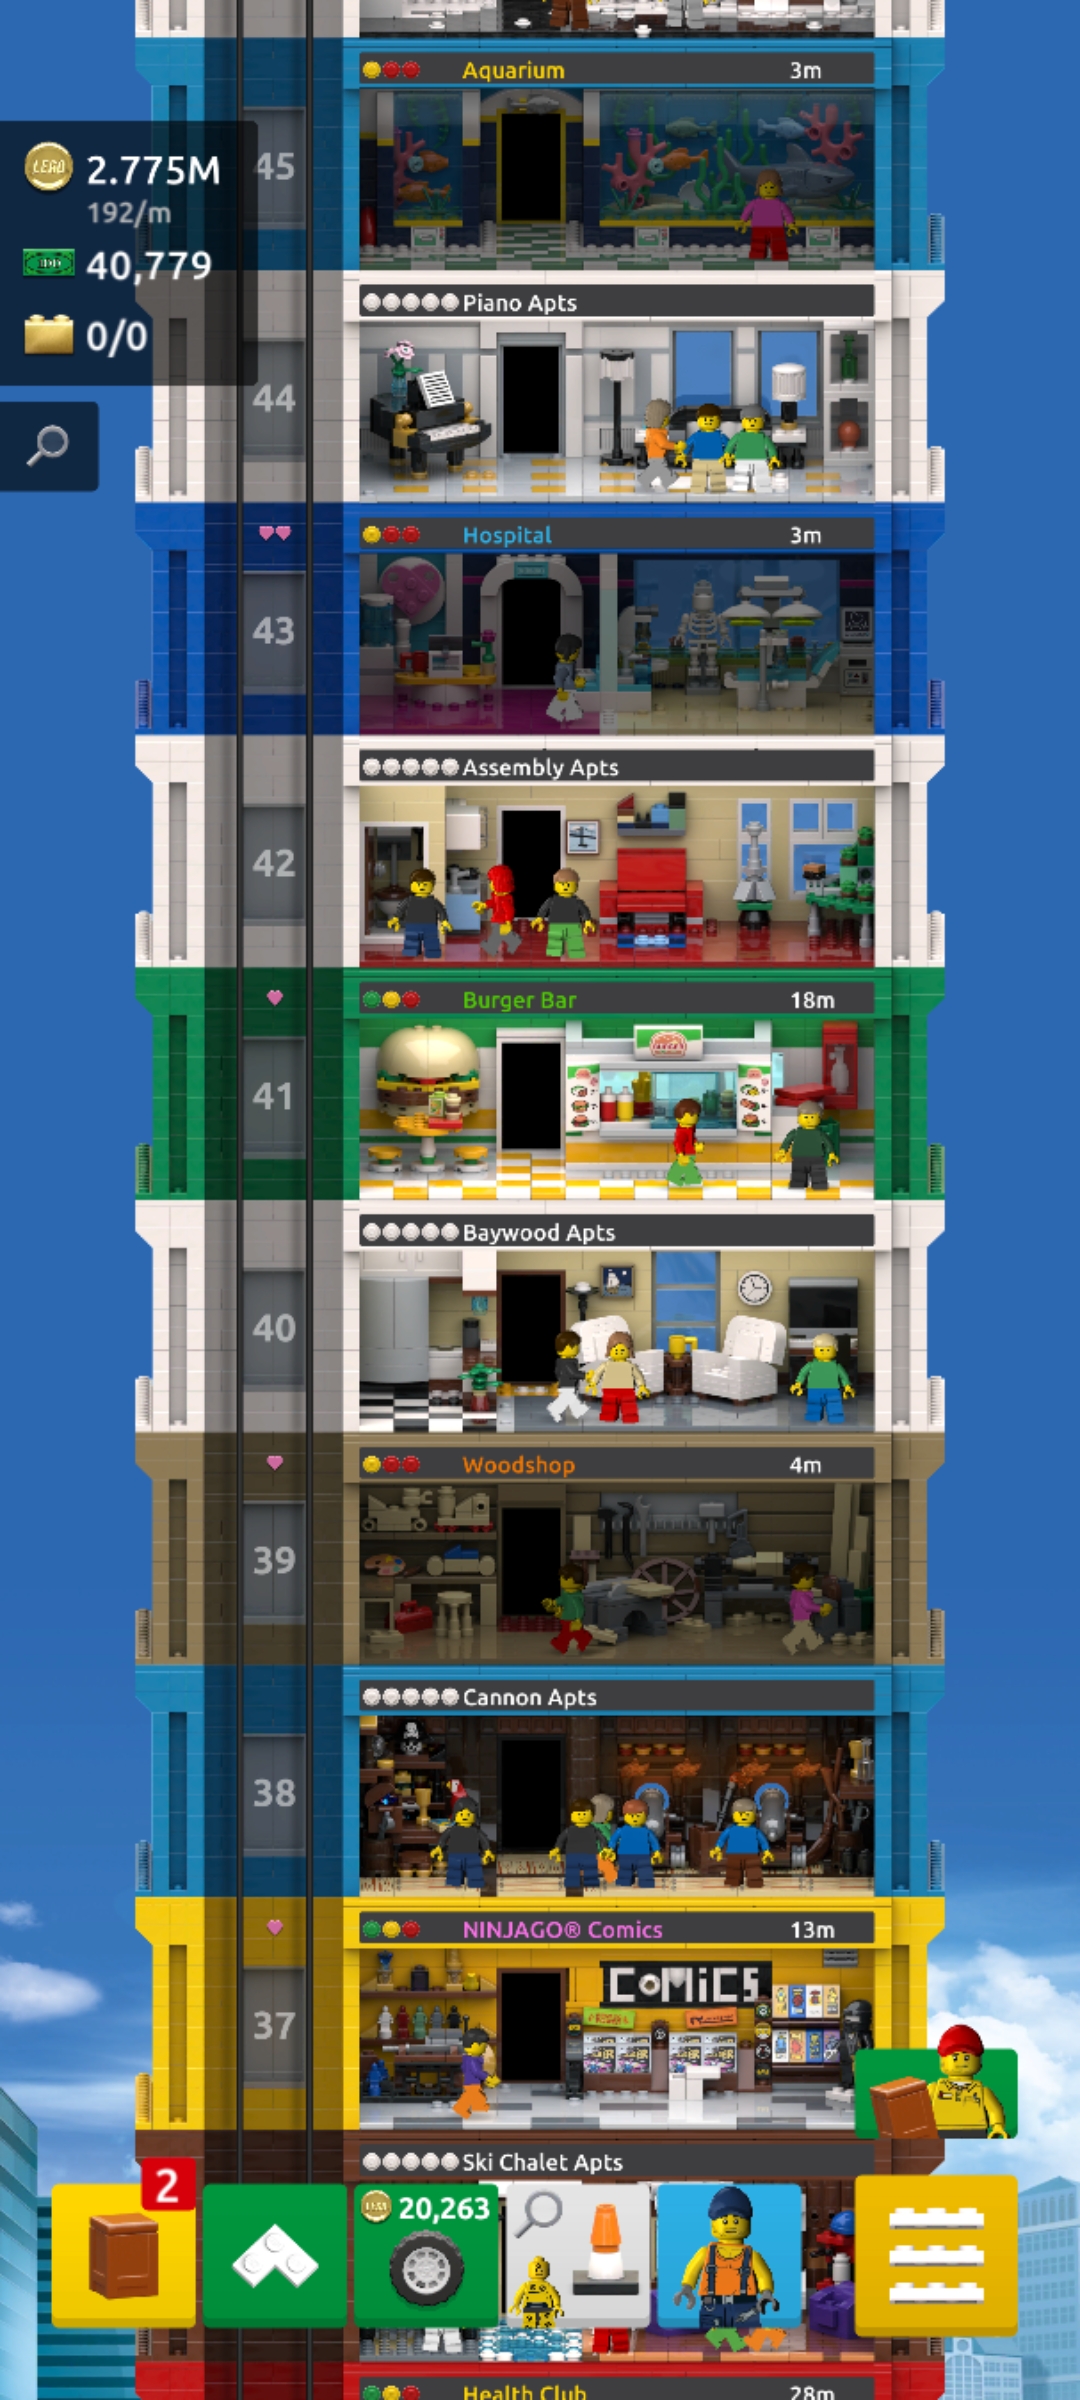 Aquarium 3m
45
LEGO 2.775M
192/m
40,779
0/0
Piano Apts
44
Hospital 3m
43
Assembly Apts
42
Burger Bar 18m
41
Baywood Apts
40
Woodshop 4m
39
Cannon Apts
38
NINJAGO® Comics 13m
COMiCS
37
Ski Chalet Apts
2
20,263
Health Club 28m